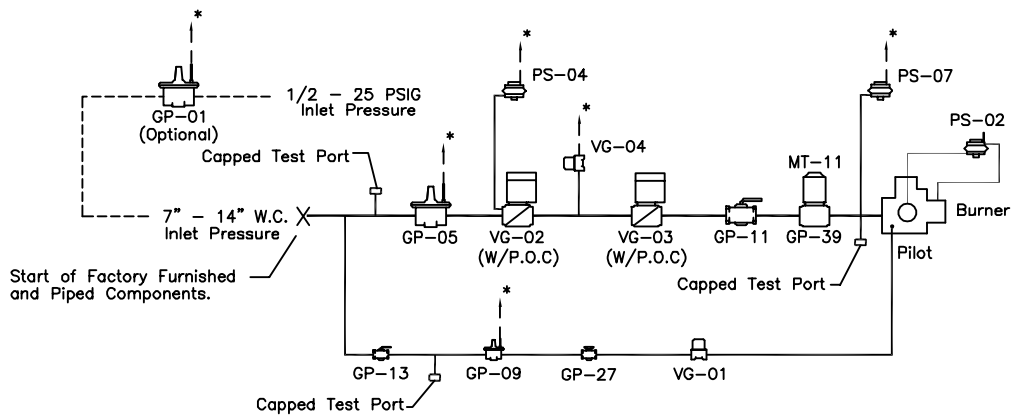 *
*
*
PS-04
PS-07
1/2 - 25 PSIG
Inlet Pressure
GP-01
(Optional)
*
*
PS-02
VG-04
Capped Test Port
MT-11
7" - 14" W.C.
Inlet Pressure
GP-05
VG-02
(W/P.O.C)
VG-03
(W/P.O.C)
GP-11
GP-39
Burner
Pilot
Start of Factory Furnished
and Piped Components.
Capped Test Port
*
GP-13
GP-09
GP-27
VG-01
Capped Test Port